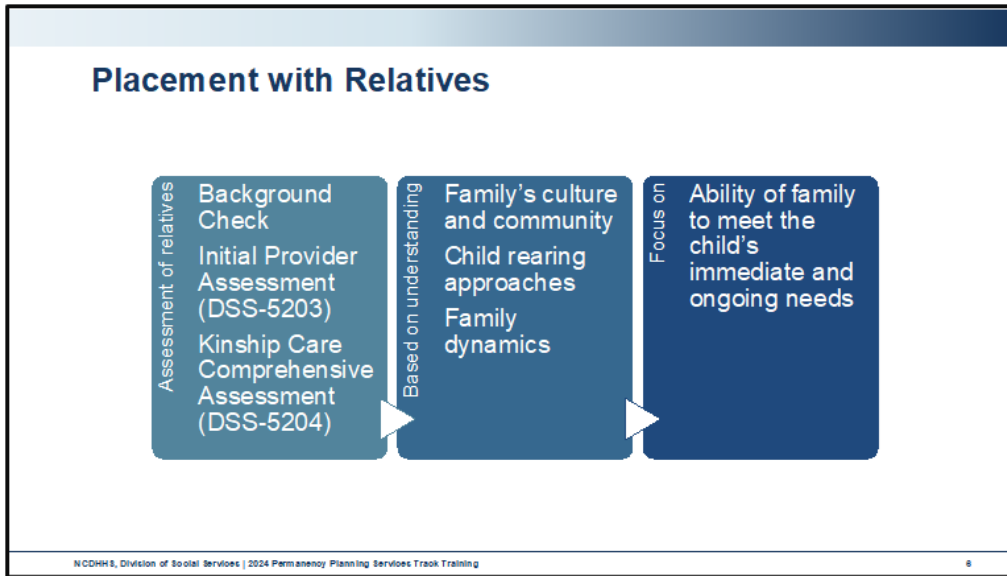 Placement with Relatives
Assessment of relatives
Background
Check
Initial Provider
Assessment
(DSS-5203)
Kinship Care
Comprehensive
Assessment
(DSS-5204)
Based on understanding
Family's culture
and community
Child rearing
approaches
Family
dynamics
Focus on
Ability of family
to meet the
child's
immediate and
ongoing needs
NCDHHS, Division of Social Services | 2024 Permanency Planning Services Track Training
6